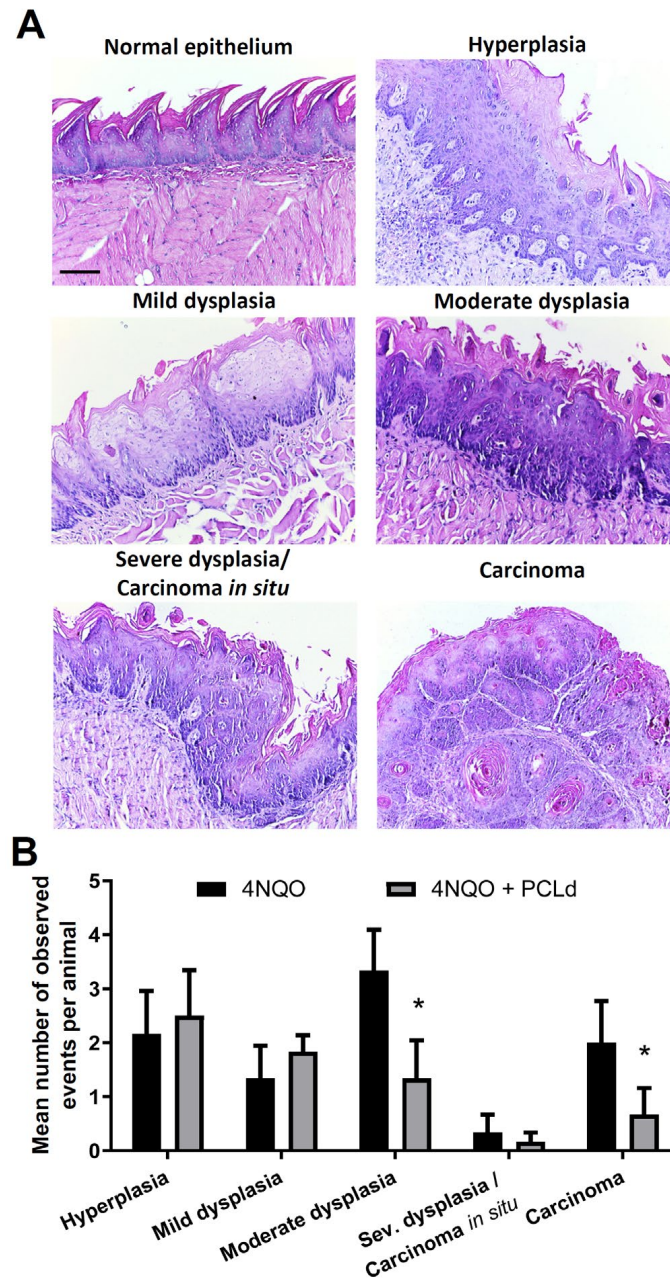 A
Normal epithelium
Hyperplasia
Mild dysplasia
Moderate dysplasia
Severe dysplasia/
Carcinoma in situ
Carcinoma
B
4NQO
4NQO + PCLd
Mean number of observed
events per animal
5
4
3
2
1
0
*
*
Hyperplasia
Mild dysplasia
Moderate dysplasia
Sev. dysplasia /
Carcinoma in situ
Carcinoma